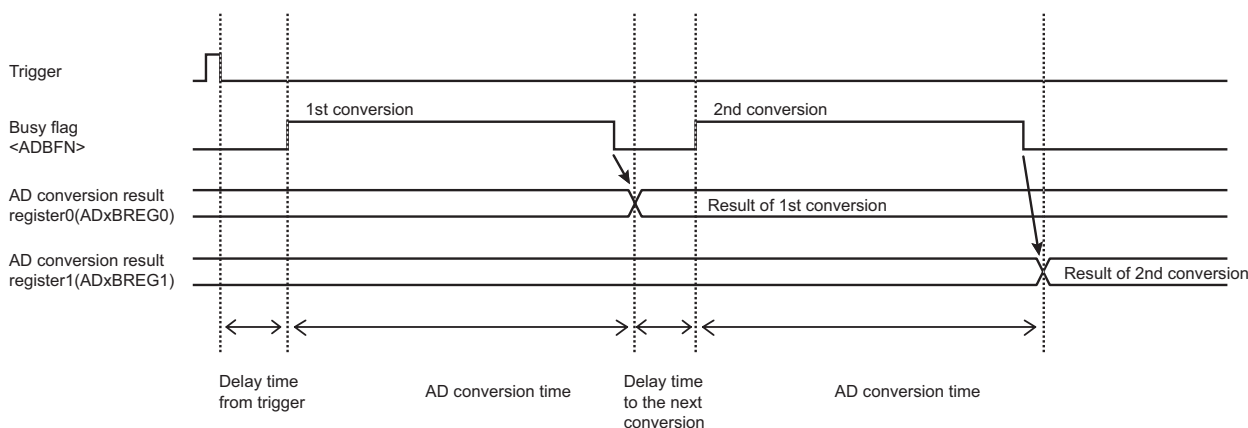 Trigger
1st conversion
2nd conversion
Busy flag
<ADBFN>
AD conversion result
register0(ADxBREG0)
Result of 1st conversion
AD conversion result
register1(ADxBREG1)
Result of 2nd conversion
Delay time
from trigger
AD conversion time
Delay time
to the next
conversion
AD conversion time